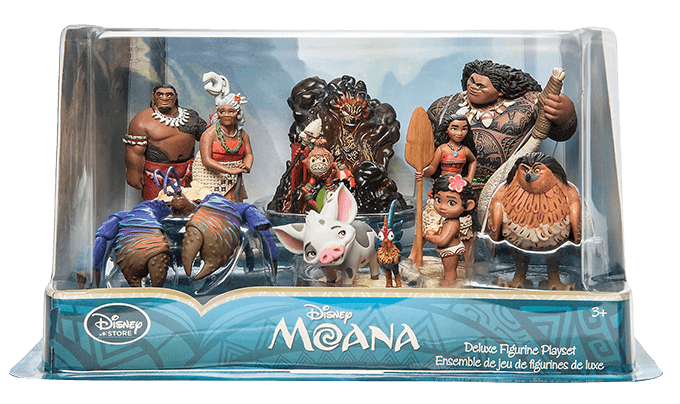 Disney
STORE
Disney
MOANA
3+
Deluxe Figurine Playset
Ensemble de jeu de figurines de luxe